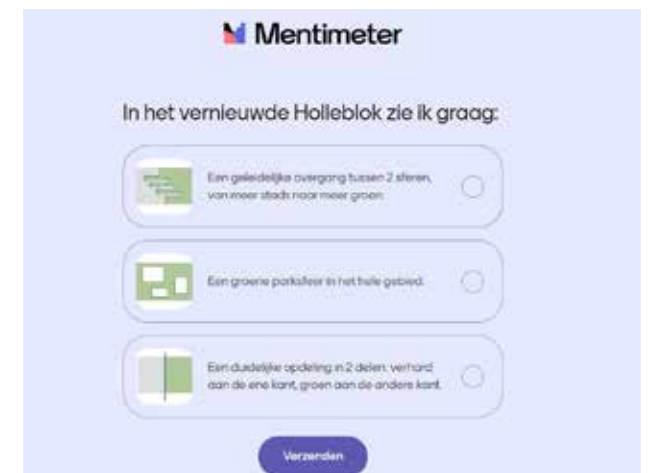 Mentimeter
In het vernieuwde Holleblok zie ik graag:
Een geleidelijke overgang tussen 2 sferen,
van meer stads naar meer groen.
Een groene parksfeer in het hele gebied.
Een duidelijke opdeling in 2 delen: verhard
aan de ene kant, groen aan de andere kant.
Verzenden